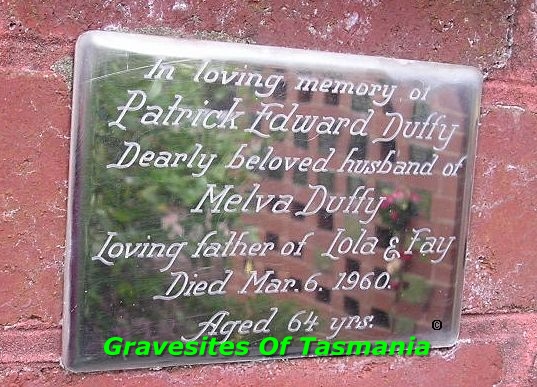 In loving memory of
Patrick Edward Duffy
Dearly beloved husband of
Melva Duffy
Loving father of Lola & Fay
Died Mar. 6. 1960.
Aged 64 yrs.
©
Gravesites Of Tasmania